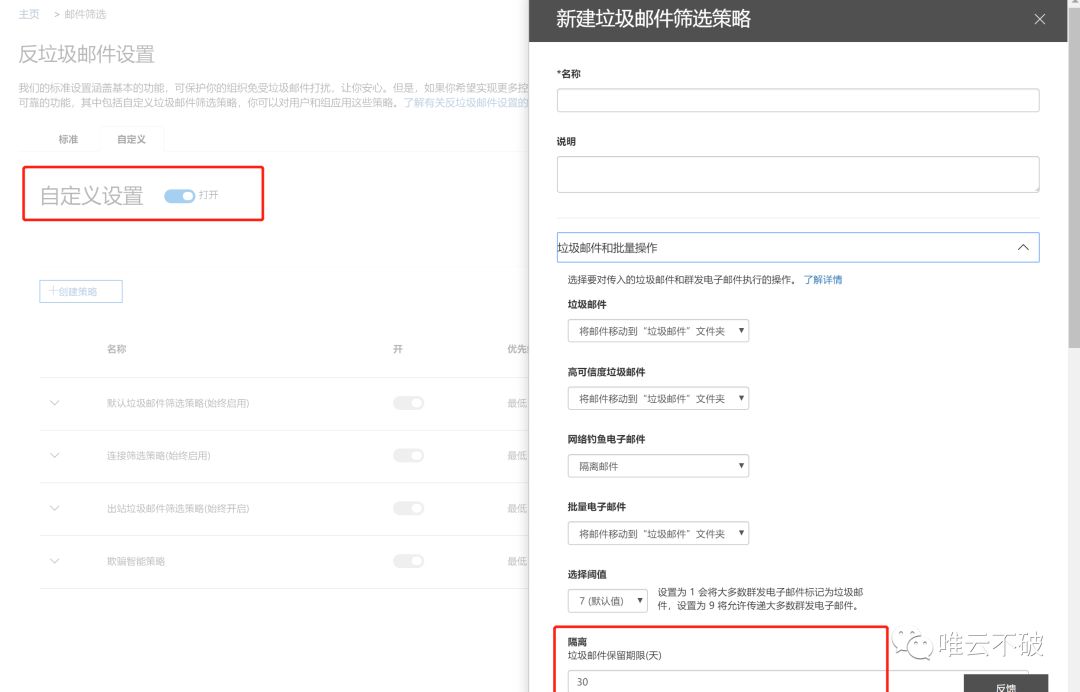 主页 > 邮件筛选
反垃圾邮件设置
我们的标准设置涵盖基本的功能，可保护你的组织免受垃圾邮件打扰，让你安心。但是，如果你希望实现更多控
可靠的功能，其中包括自定义垃圾邮件筛选策略，你可以对用户和组应用这些策略。了解有关反垃圾邮件设置的
标准 自定义
自定义设置 打开
+创建策略
名称 开 优先
默认垃圾邮件筛选策略(始终启用) 最低
连接筛选策略(始终启用) 最低
出站垃圾邮件筛选策略(始终开启) 最低
欺骗智能策略 最低
新建垃圾邮件筛选策略
*名称
说明
垃圾邮件和批量操作
选择要对传入的垃圾邮件和群发电子邮件执行的操作。 了解详情
垃圾邮件
将邮件移动到“垃圾邮件”文件夹
高可信度垃圾邮件
将邮件移动到“垃圾邮件”文件夹
网络钓鱼电子邮件
隔离邮件
批量电子邮件
将邮件移动到“垃圾邮件”文件夹
选择阈值
7 (默认值) 设置为 1 会将大多数群发电子邮件标记为垃圾邮
件，设置为 9 将允许传递大多数群发电子邮件。
隔离
垃圾邮件保留期限(天)
30
反馈
唯云不破